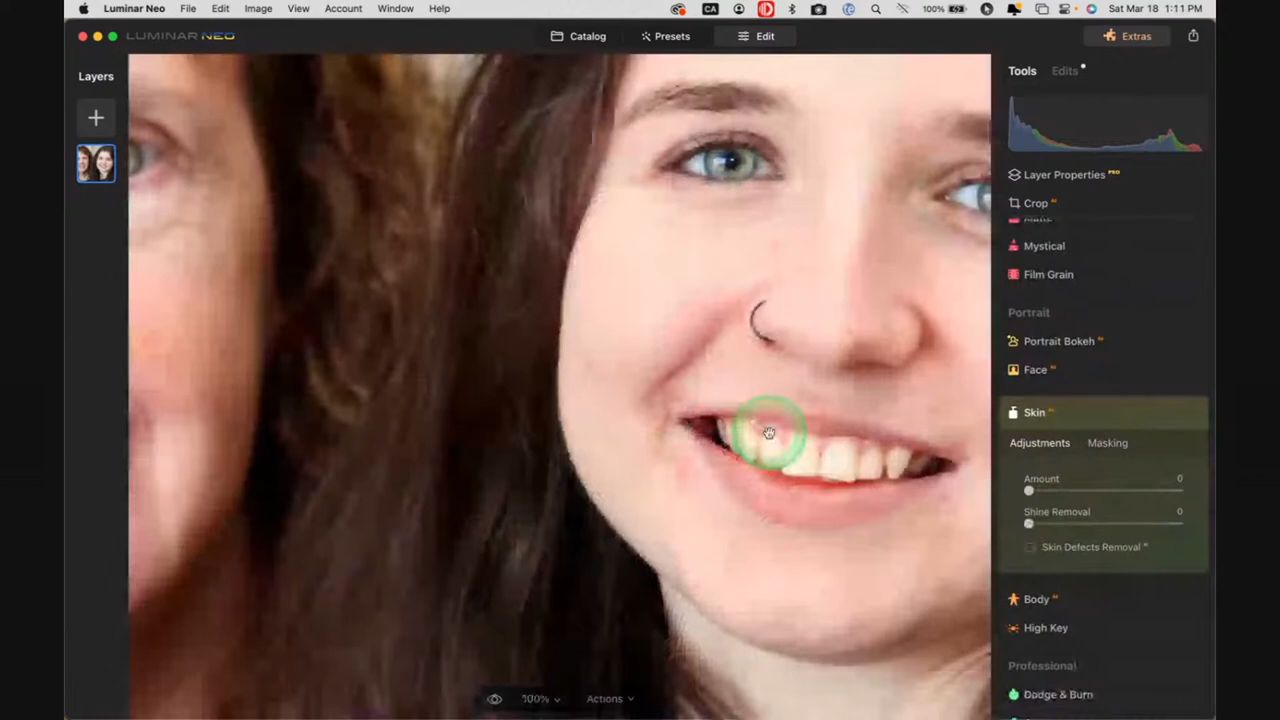 Luminar Neo File Edit Image View Account Window Help CA 100% Sat Mar 18 1:11 PM
LUMINAR NEO Catalog Presets Edit Extras
Layers
Tools Edits
Layer Properties PRO
Crop
Mystical
Film Grain
Portrait
Portrait Bokeh
Face
Skin
Adjustments Masking
Amount 0
Shine Removal 0
Skin Defects Removal
Body
High Key
Professional
Dodge & Burn
100% Actions